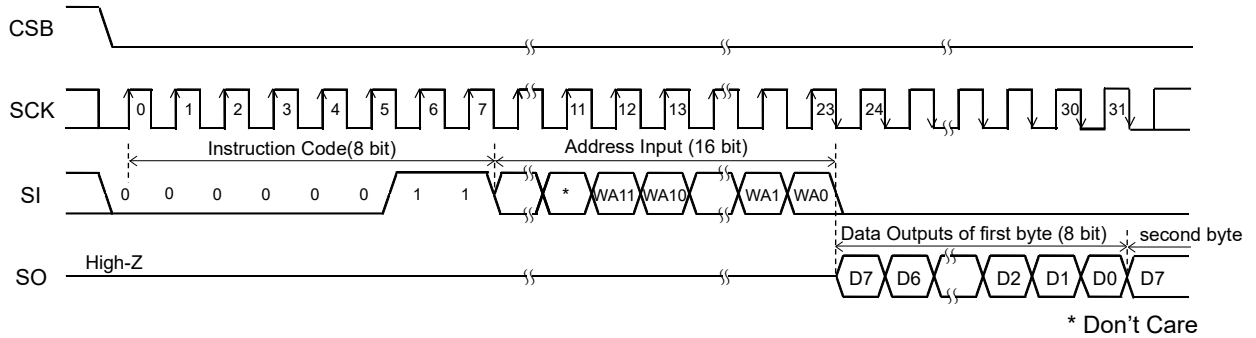 CSB
SCK 0 1 2 3 4 5 6 7 11 12 13 23 24 30 31
Instruction Code(8 bit) Address Input (16 bit)
SI 0 0 0 0 0 0 1 1 * WA11 WA10 WA1 WA0
Data Outputs of first byte (8 bit) second byte
High-Z
SO D7 D6 D2 D1 D0 D7
* Don't Care